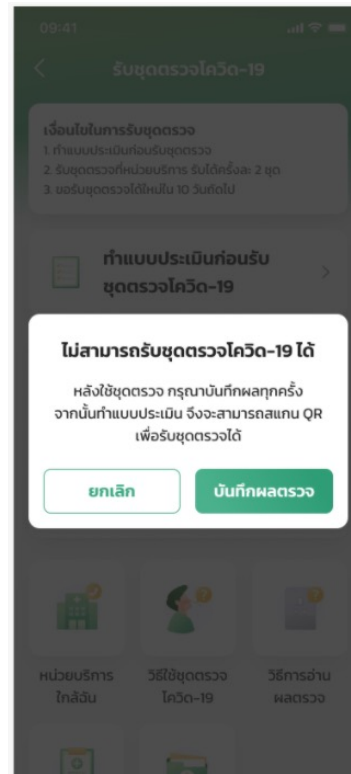 09:41
รับชุดตรวจโควิด-19
เงื่อนไขในการรับชุดตรวจ
1. ทำแบบประเมินก่อนรับชุดตรวจ
2. รับชุดตรวจที่หน่วยบริการ รับได้ครั้งละ 2 ชุด
3. ขอรับชุดตรวจได้ใหม่ใน 10 วันถัดไป
ทำแบบประเมินก่อนรับ
ชุดตรวจโควิด-19
ไม่สามารถรับชุดตรวจโควิด-19 ได้
หลังใช้ชุดตรวจ กรุณาบันทึกผลทุกครั้ง
จากนั้นทำแบบประเมิน จึงจะสามารถสแกน QR
เพื่อรับชุดตรวจได้
ยกเลิก
บันทึกผลตรวจ
หน่วยบริการ
ใกล้ฉัน
วิธีใช้ชุดตรวจ
โควิด-19
วิธีการอ่าน
ผลตรวจ